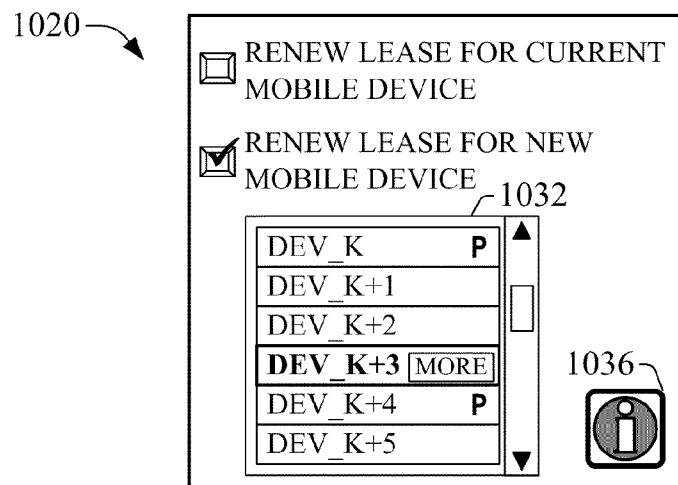 1020
RENEW LEASE FOR CURRENT
MOBILE DEVICE
RENEW LEASE FOR NEW
MOBILE DEVICE
1032
DEV_K P
DEV_K+1
DEV_K+2
DEV_K+3 MORE
1036
DEV_K+4 P
DEV_K+5
i